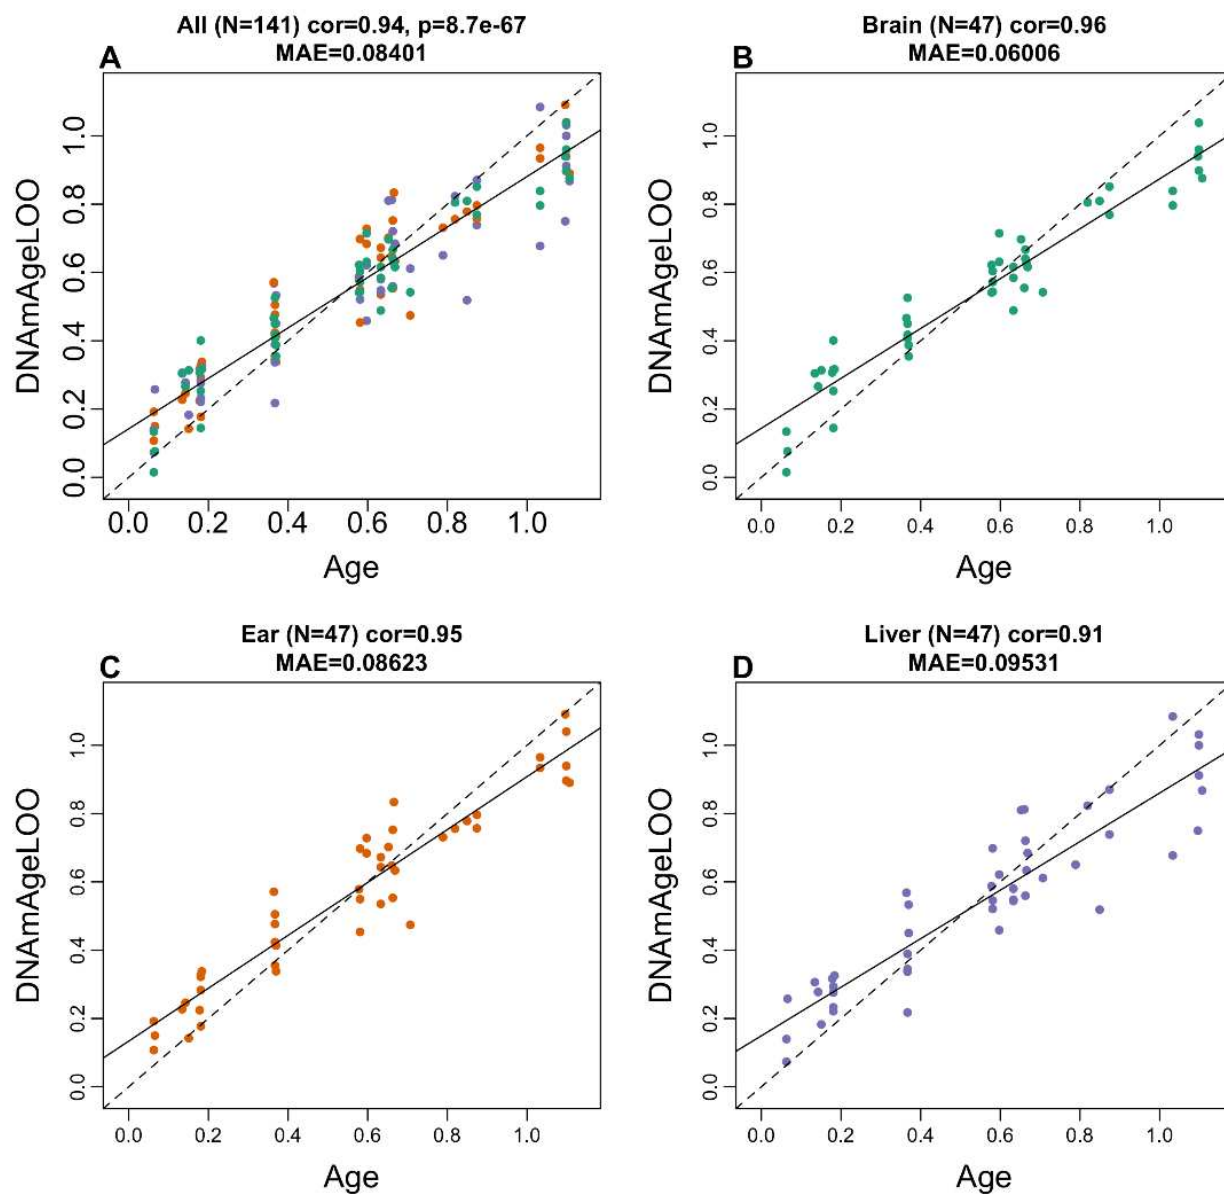 All (N=141) cor=0.94, p=8.7e-67
MAE=0.08401
A
DNAmAgeLOO
1.0
0.8
0.6
0.4
0.2
0.0
0.0 0.2 0.4 0.6 0.8 1.0
Age
Brain (N=47) cor=0.96
MAE=0.06006
B
DNAmAgeLOO
1.0
0.8
0.6
0.4
0.2
0.0
0.0 0.2 0.4 0.6 0.8 1.0
Age
Ear (N=47) cor=0.95
MAE=0.08623
C
DNAmAgeLOO
1.0
0.8
0.6
0.4
0.2
0.0
0.0 0.2 0.4 0.6 0.8 1.0
Age
Liver (N=47) cor=0.91
MAE=0.09531
D
DNAmAgeLOO
1.0
0.8
0.6
0.4
0.2
0.0
0.0 0.2 0.4 0.6 0.8 1.0
Age